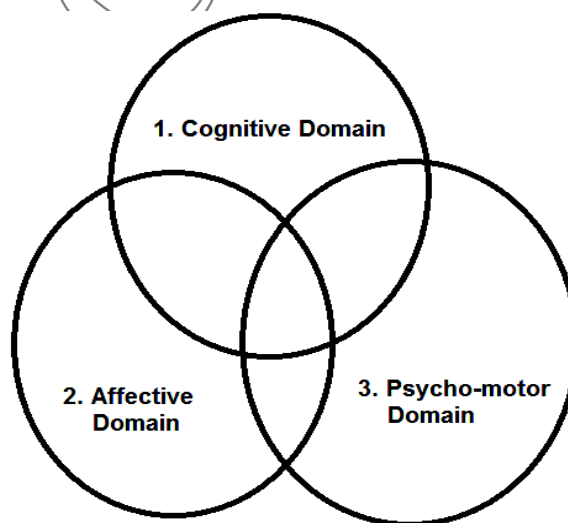 1. Cognitive Domain
2. Affective
Domain
3. Psycho-motor
Domain